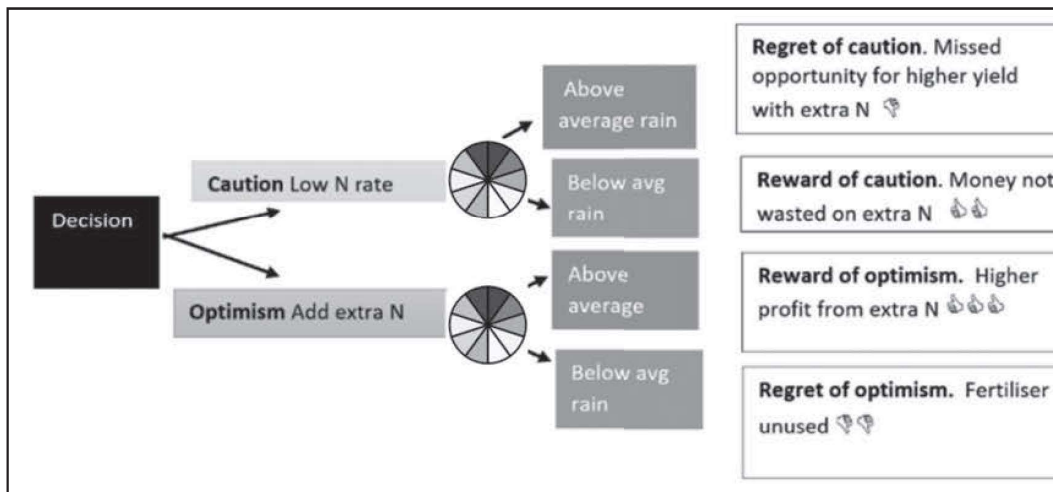 Decision
Caution Low N rate
Optimism Add extra N
Above
average rain
Below avg
rain
Above
average
Below avg
rain
Regret of caution. Missed
opportunity for higher yield
with extra N
Reward of caution. Money not
wasted on extra N
Reward of optimism. Higher
profit from extra N
Regret of optimism. Fertiliser
unused